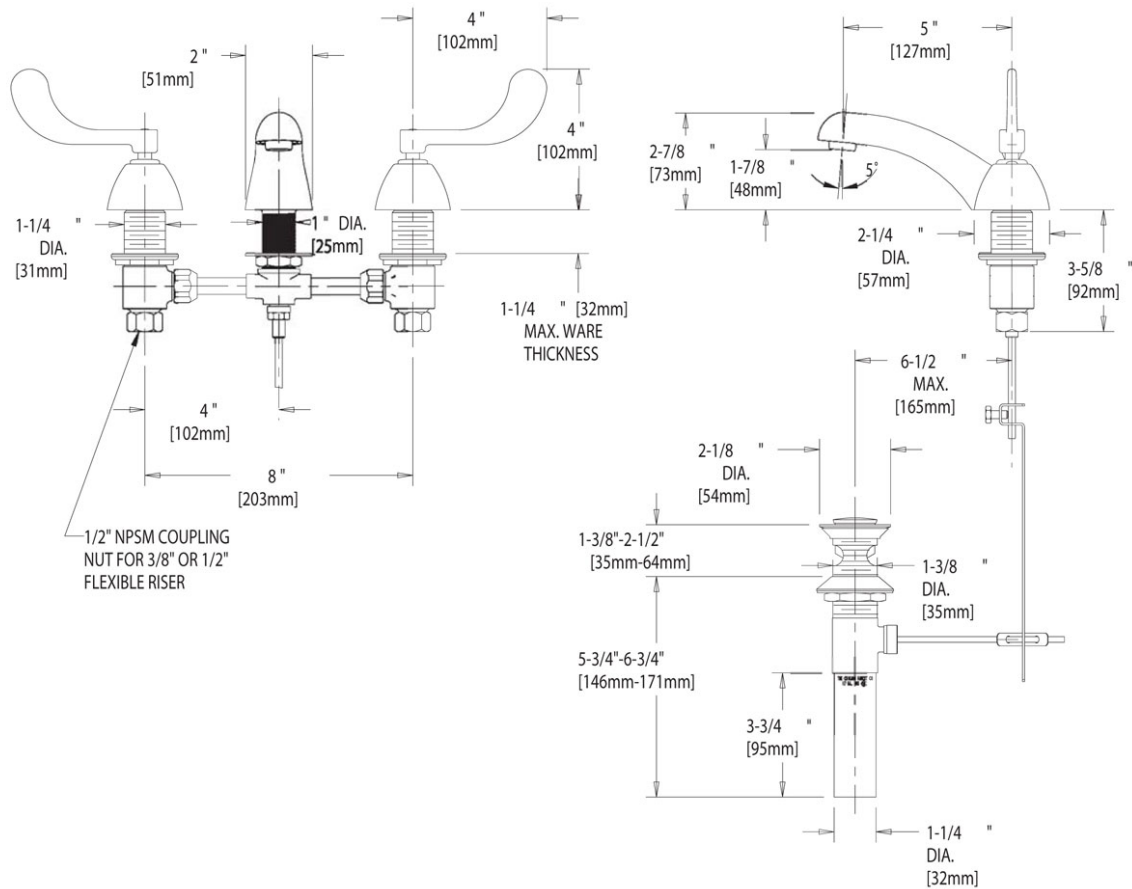 4 "
[102mm]
2 "
[51mm]
4 "
[102mm]
1-1/4 "
DIA.
[31mm]
1" DIA.
[25mm]
1-1/4 " [32mm]
MAX. WARE
THICKNESS
4 "
[102mm]
8 "
[203mm]
1/2" NPSM COUPLING
NUT FOR 3/8" OR 1/2"
FLEXIBLE RISER
5 "
[127mm]
2-7/8 "
[73mm]
1-7/8 "
[48mm]
5°
2-1/4 "
DIA.
[57mm]
3-5/8 "
[92mm]
6-1/2 "
MAX.
[165mm]
2-1/8 "
DIA.
[54mm]
1-3/8"-2-1/2"
[35mm-64mm]
1-3/8 "
DIA.
[35mm]
5-3/4"-6-3/4"
[146mm-171mm]
3-3/4 "
[95mm]
1-1/4 "
DIA.
[32mm]